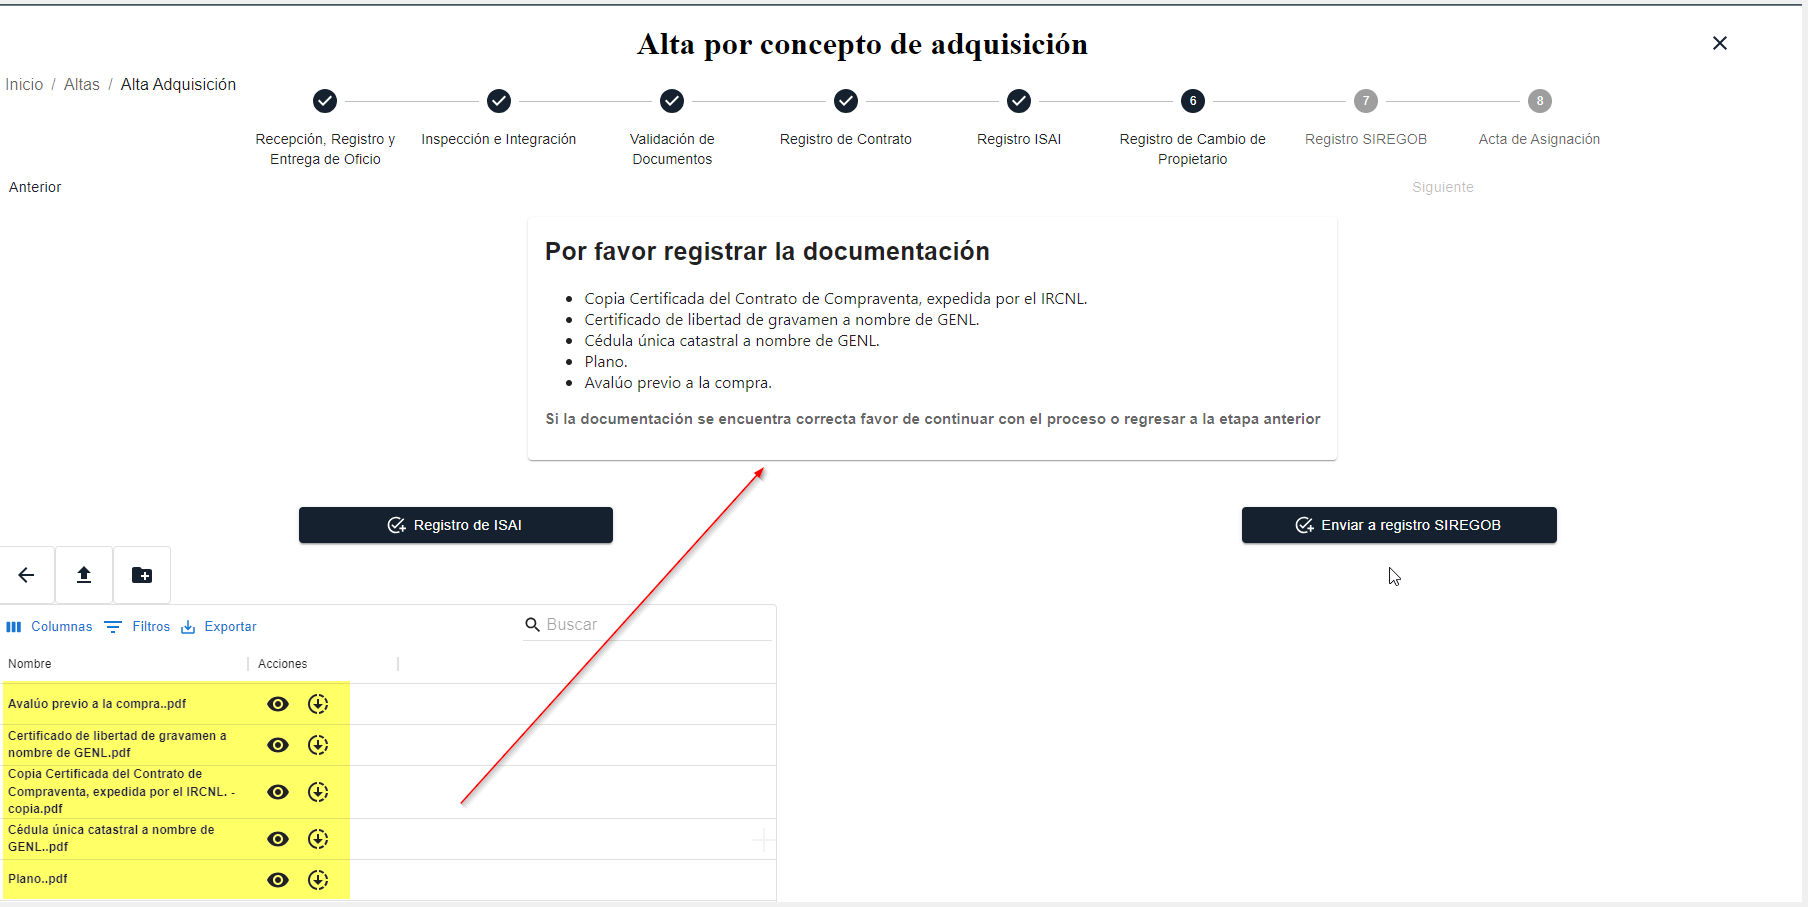 Alta por concepto de adquisición
Inicio / Altas / Alta Adquisición
Recepción, Registro y
Entrega de Oficio
Inspección e Integración
Validación de
Documentos
Registro de Contrato
Registro ISAI
6
Registro de Cambio de
Propietario
7
Registro SIREGOB
8
Acta de Asignación
Anterior
Siguiente
Por favor registrar la documentación
• Copia Certificada del Contrato de Compraventa, expedida por el IRCNL.
• Certificado de libertad de gravamen a nombre de GENL.
• Cédula única catastral a nombre de GENL.
• Plano.
• Avalúo previo a la compra.
Si la documentación se encuentra correcta favor de continuar con el proceso o regresar a la etapa anterior
Registro de ISAI
Enviar a registro SIREGOB
Columnas Filtros Exportar
Buscar
Nombre Acciones
Avalúo previo a la compra..pdf
Certificado de libertad de gravamen a
nombre de GENL.pdf
Copia Certificada del Contrato de
Compraventa, expedida por el IRCNL. -
copia.pdf
Cédula única catastral a nombre de
GENL..pdf
Plano..pdf